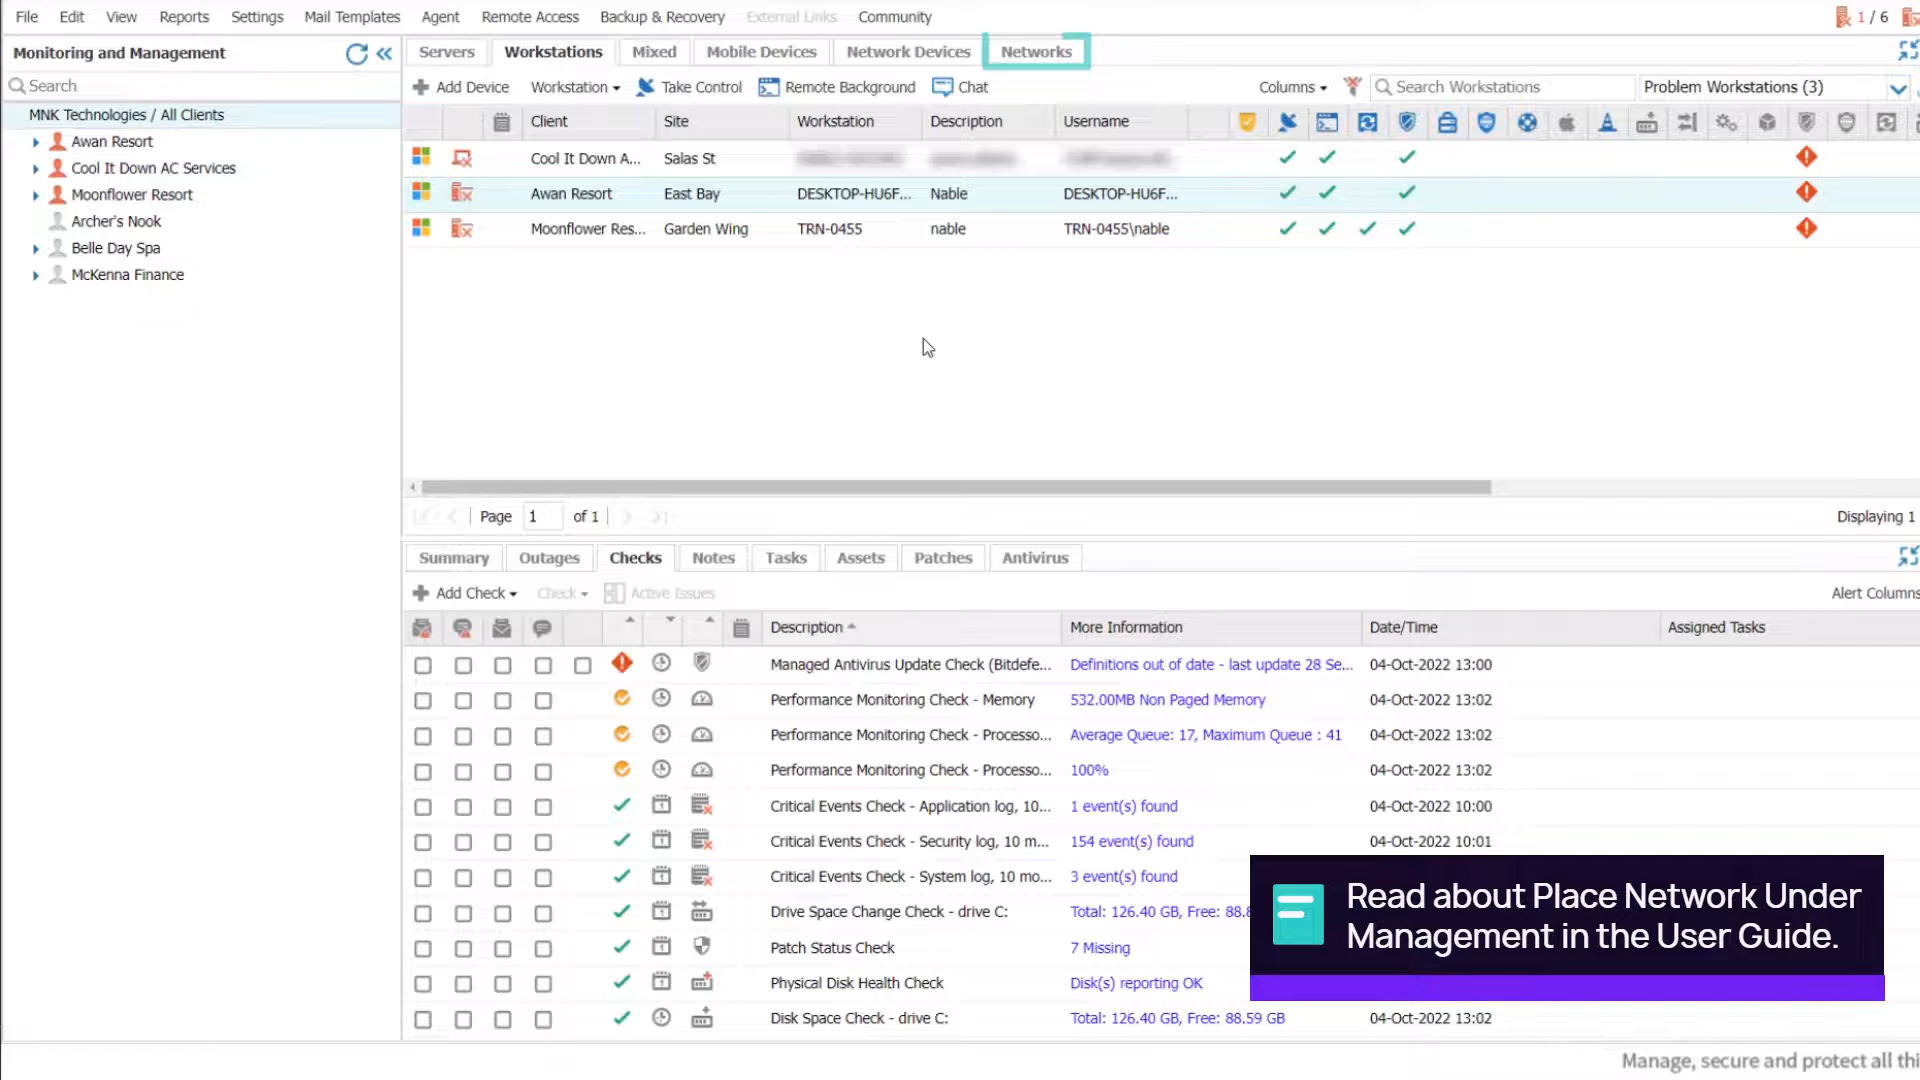 File Edit View Reports Settings Mail Templates Agent Remote Access Backup & Recovery External Links Community 1 / 6
Monitoring and Management
Servers Workstations Mixed Mobile Devices Network Devices Networks
Search
Add Device Workstation Take Control Remote Background Chat Columns Search Workstations Problem Workstations (3)
MNK Technologies / All Clients
Awan Resort
Cool It Down AC Services
Moonflower Resort
Archer's Nook
Belle Day Spa
McKenna Finance
Client Site Workstation Description Username
Cool It Down A... Salas St
Awan Resort East Bay DESKTOP-HU6F... Nable DESKTOP-HU6F...
Moonflower Res... Garden Wing TRN-0455 nable TRN-0455\nable
Page 1 of 1 Displaying 1
Summary Outages Checks Notes Tasks Assets Patches Antivirus
Add Check Check Active Issues Alert Columns
Description More Information Date/Time Assigned Tasks
Managed Antivirus Update Check (Bitdefe... Definitions out of date - last update 28 Se... 04-Oct-2022 13:00
Performance Monitoring Check - Memory 532.00MB Non Paged Memory 04-Oct-2022 13:02
Performance Monitoring Check - Processo... Average Queue: 17, Maximum Queue : 41 04-Oct-2022 13:02
Performance Monitoring Check - Processo... 100% 04-Oct-2022 13:02
Critical Events Check - Application log, 10... 1 event(s) found 04-Oct-2022 10:00
Critical Events Check - Security log, 10 m... 154 event(s) found 04-Oct-2022 10:01
Critical Events Check - System log, 10 mo... 3 event(s) found
Drive Space Change Check - drive C: Total: 126.40 GB, Free: 88.8
Patch Status Check 7 Missing
Physical Disk Health Check Disk(s) reporting OK
Disk Space Check - drive C: Total: 126.40 GB, Free: 88.59 GB 04-Oct-2022 13:02
Read about Place Network Under
Management in the User Guide.
Manage, secure and protect all thi